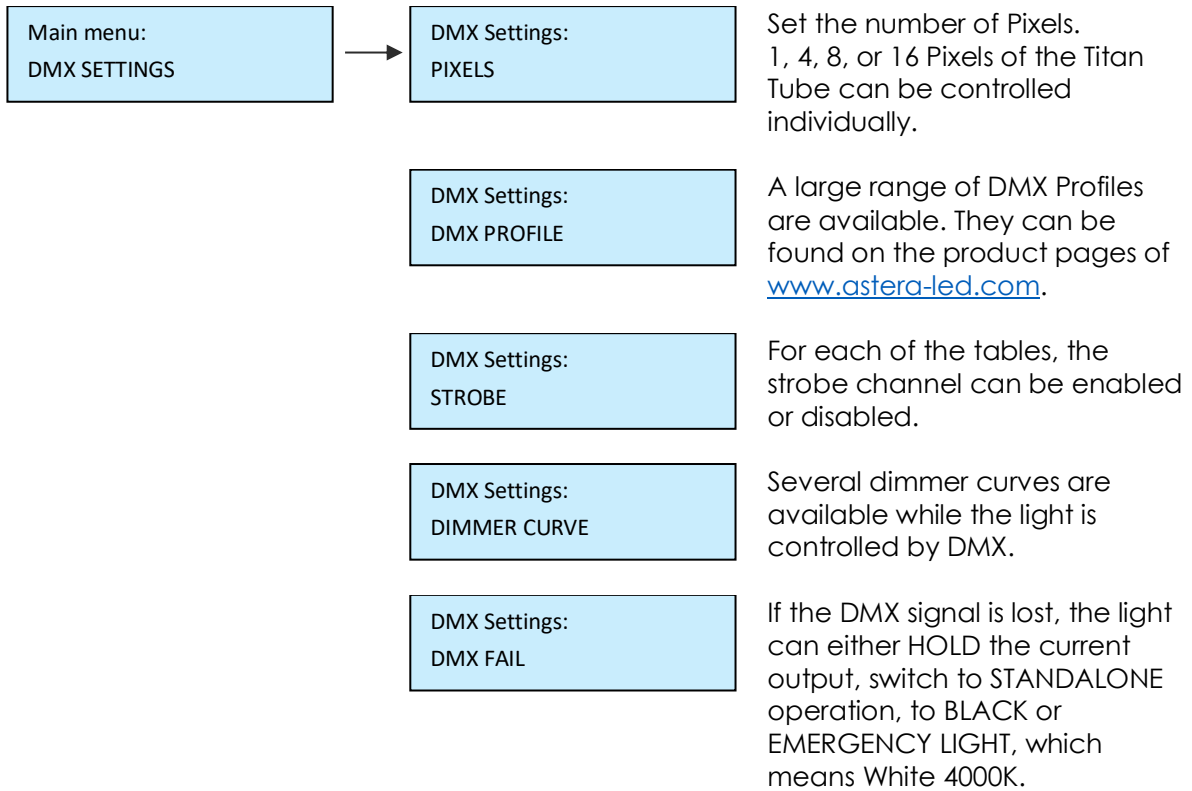 Main menu:
DMX SETTINGS
DMX Settings:
PIXELS
Set the number of Pixels.
1, 4, 8, or 16 Pixels of the Titan
Tube can be controlled
individually.
DMX Settings:
DMX PROFILE
A large range of DMX Profiles
are available. They can be
found on the product pages of
www.astera-led.com.
DMX Settings:
STROBE
For each of the tables, the
strobe channel can be enabled
or disabled.
DMX Settings:
DIMMER CURVE
Several dimmer curves are
available while the light is
controlled by DMX.
DMX Settings:
DMX FAIL
If the DMX signal is lost, the light
can either HOLD the current
output, switch to STANDALONE
operation, to BLACK or
EMERGENCY LIGHT, which
means White 4000K.